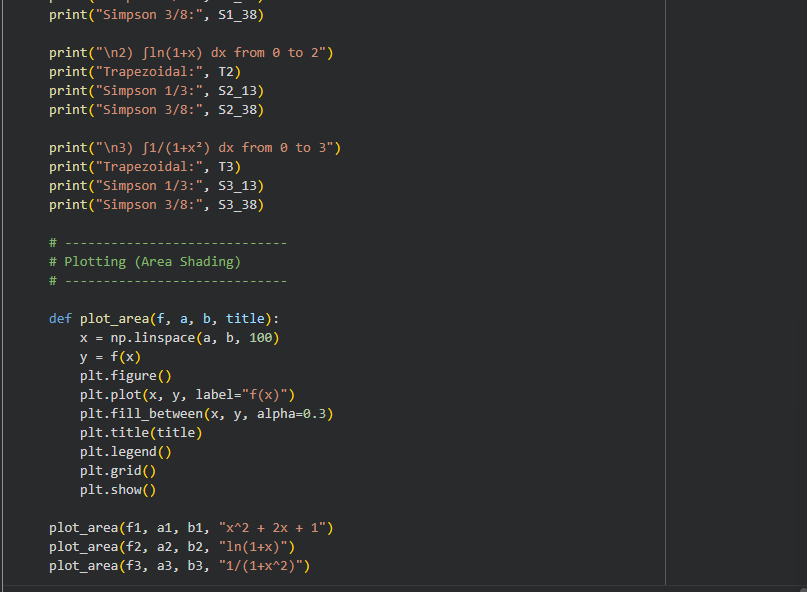 print("Simpson 3/8:", S1_38)
print("\n2) ∫ln(1+x) dx from 0 to 2")
print("Trapezoidal:", T2)
print("Simpson 1/3:", S2_13)
print("Simpson 3/8:", S2_38)
print("\n3) ∫1/(1+x²) dx from 0 to 3")
print("Trapezoidal:", T3)
print("Simpson 1/3:", S3_13)
print("Simpson 3/8:", S3_38)
# -----------------------------
# Plotting (Area Shading)
# -----------------------------
def plot_area(f, a, b, title):
    x = np.linspace(a, b, 100)
    y = f(x)
    plt.figure()
    plt.plot(x, y, label="f(x)")
    plt.fill_between(x, y, alpha=0.3)
    plt.title(title)
    plt.legend()
    plt.grid()
    plt.show()
plot_area(f1, a1, b1, "x^2 + 2x + 1")
plot_area(f2, a2, b2, "ln(1+x)")
plot_area(f3, a3, b3, "1/(1+x^2)")